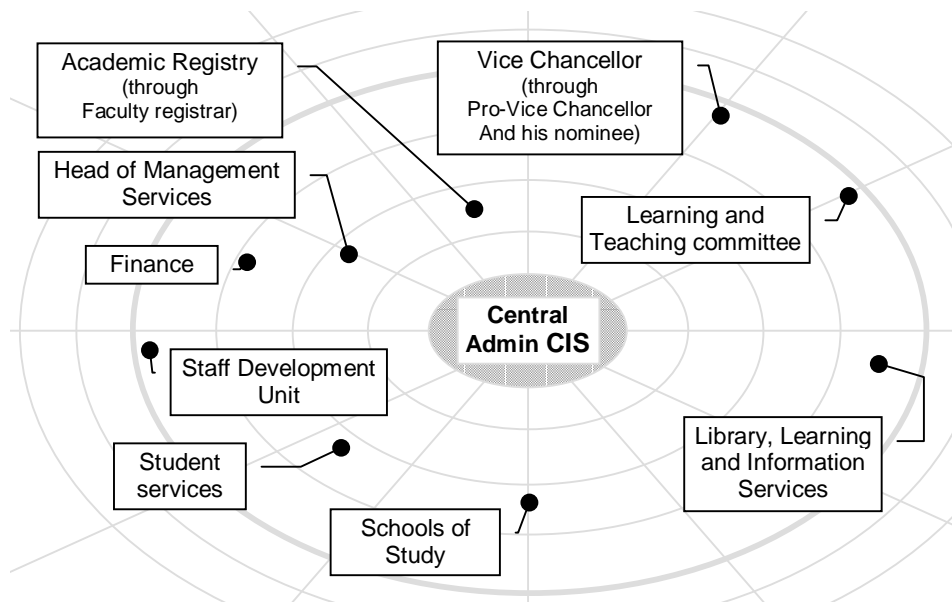 Academic Registry
(through
Faculty registrar)
Vice Chancellor
(through
Pro-Vice Chancellor
And his nominee)
Head of Management
Services
Learning and
Teaching committee
Finance
Central
Admin CIS
Staff Development
Unit
Library, Learning
and Information
Services
Student
services
Schools of
Study